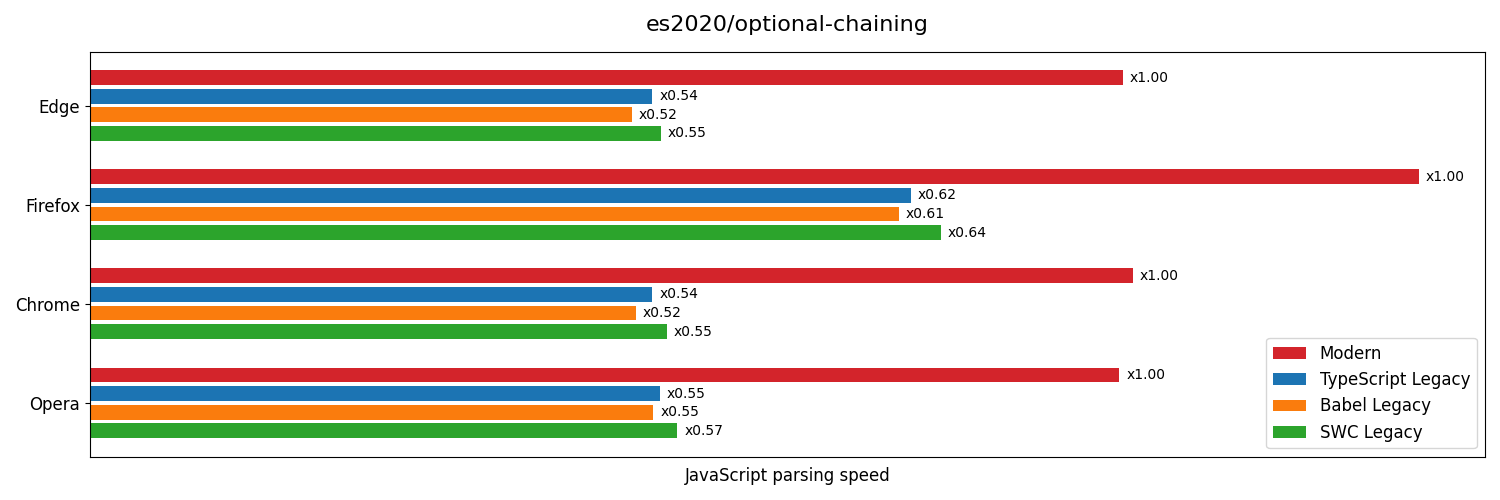 es2020/optional-chaining
Edge
x1.00
x0.54
x0.52
x0.55
Firefox
x1.00
x0.62
x0.61
x0.64
Chrome
x1.00
x0.54
x0.52
x0.55
Opera
x1.00
x0.55
x0.55
x0.57
Modern
TypeScript Legacy
Babel Legacy
SWC Legacy
JavaScript parsing speed